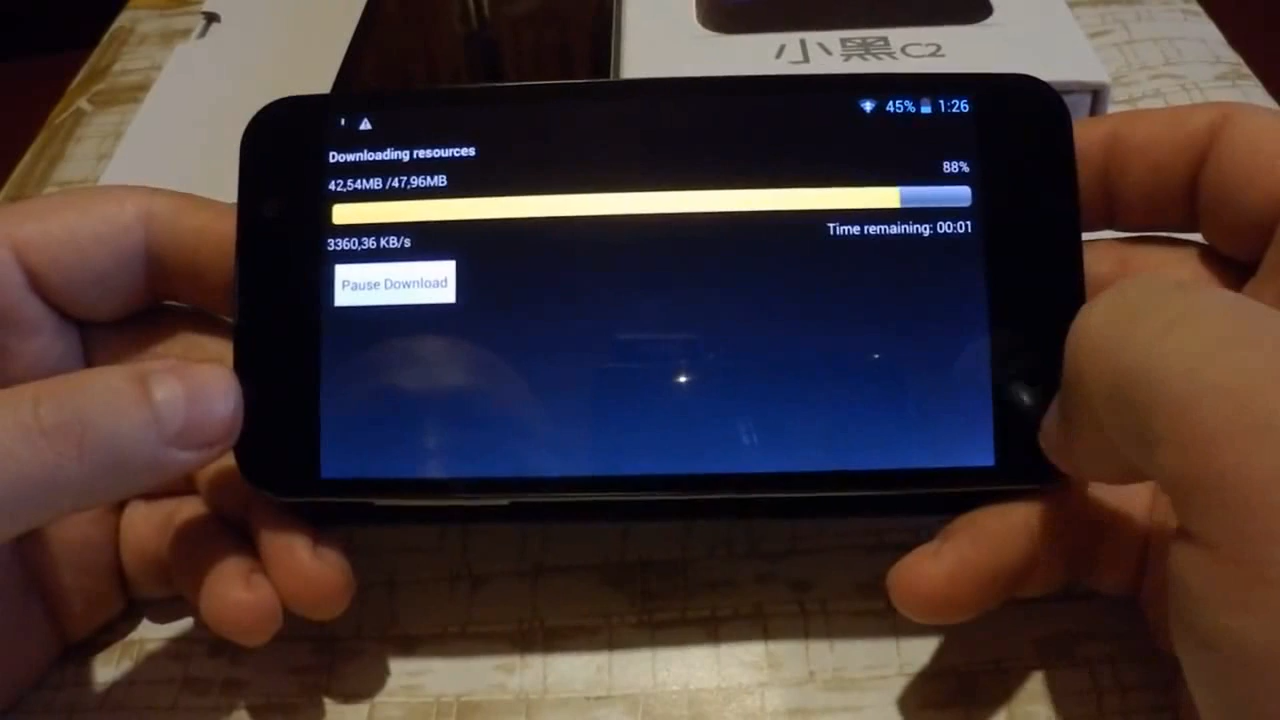 小黑C2
45% 1:26
Downloading resources
42,54MB /47,96MB
88%
3360,36 KB/s
Time remaining: 00:01
Pause Download